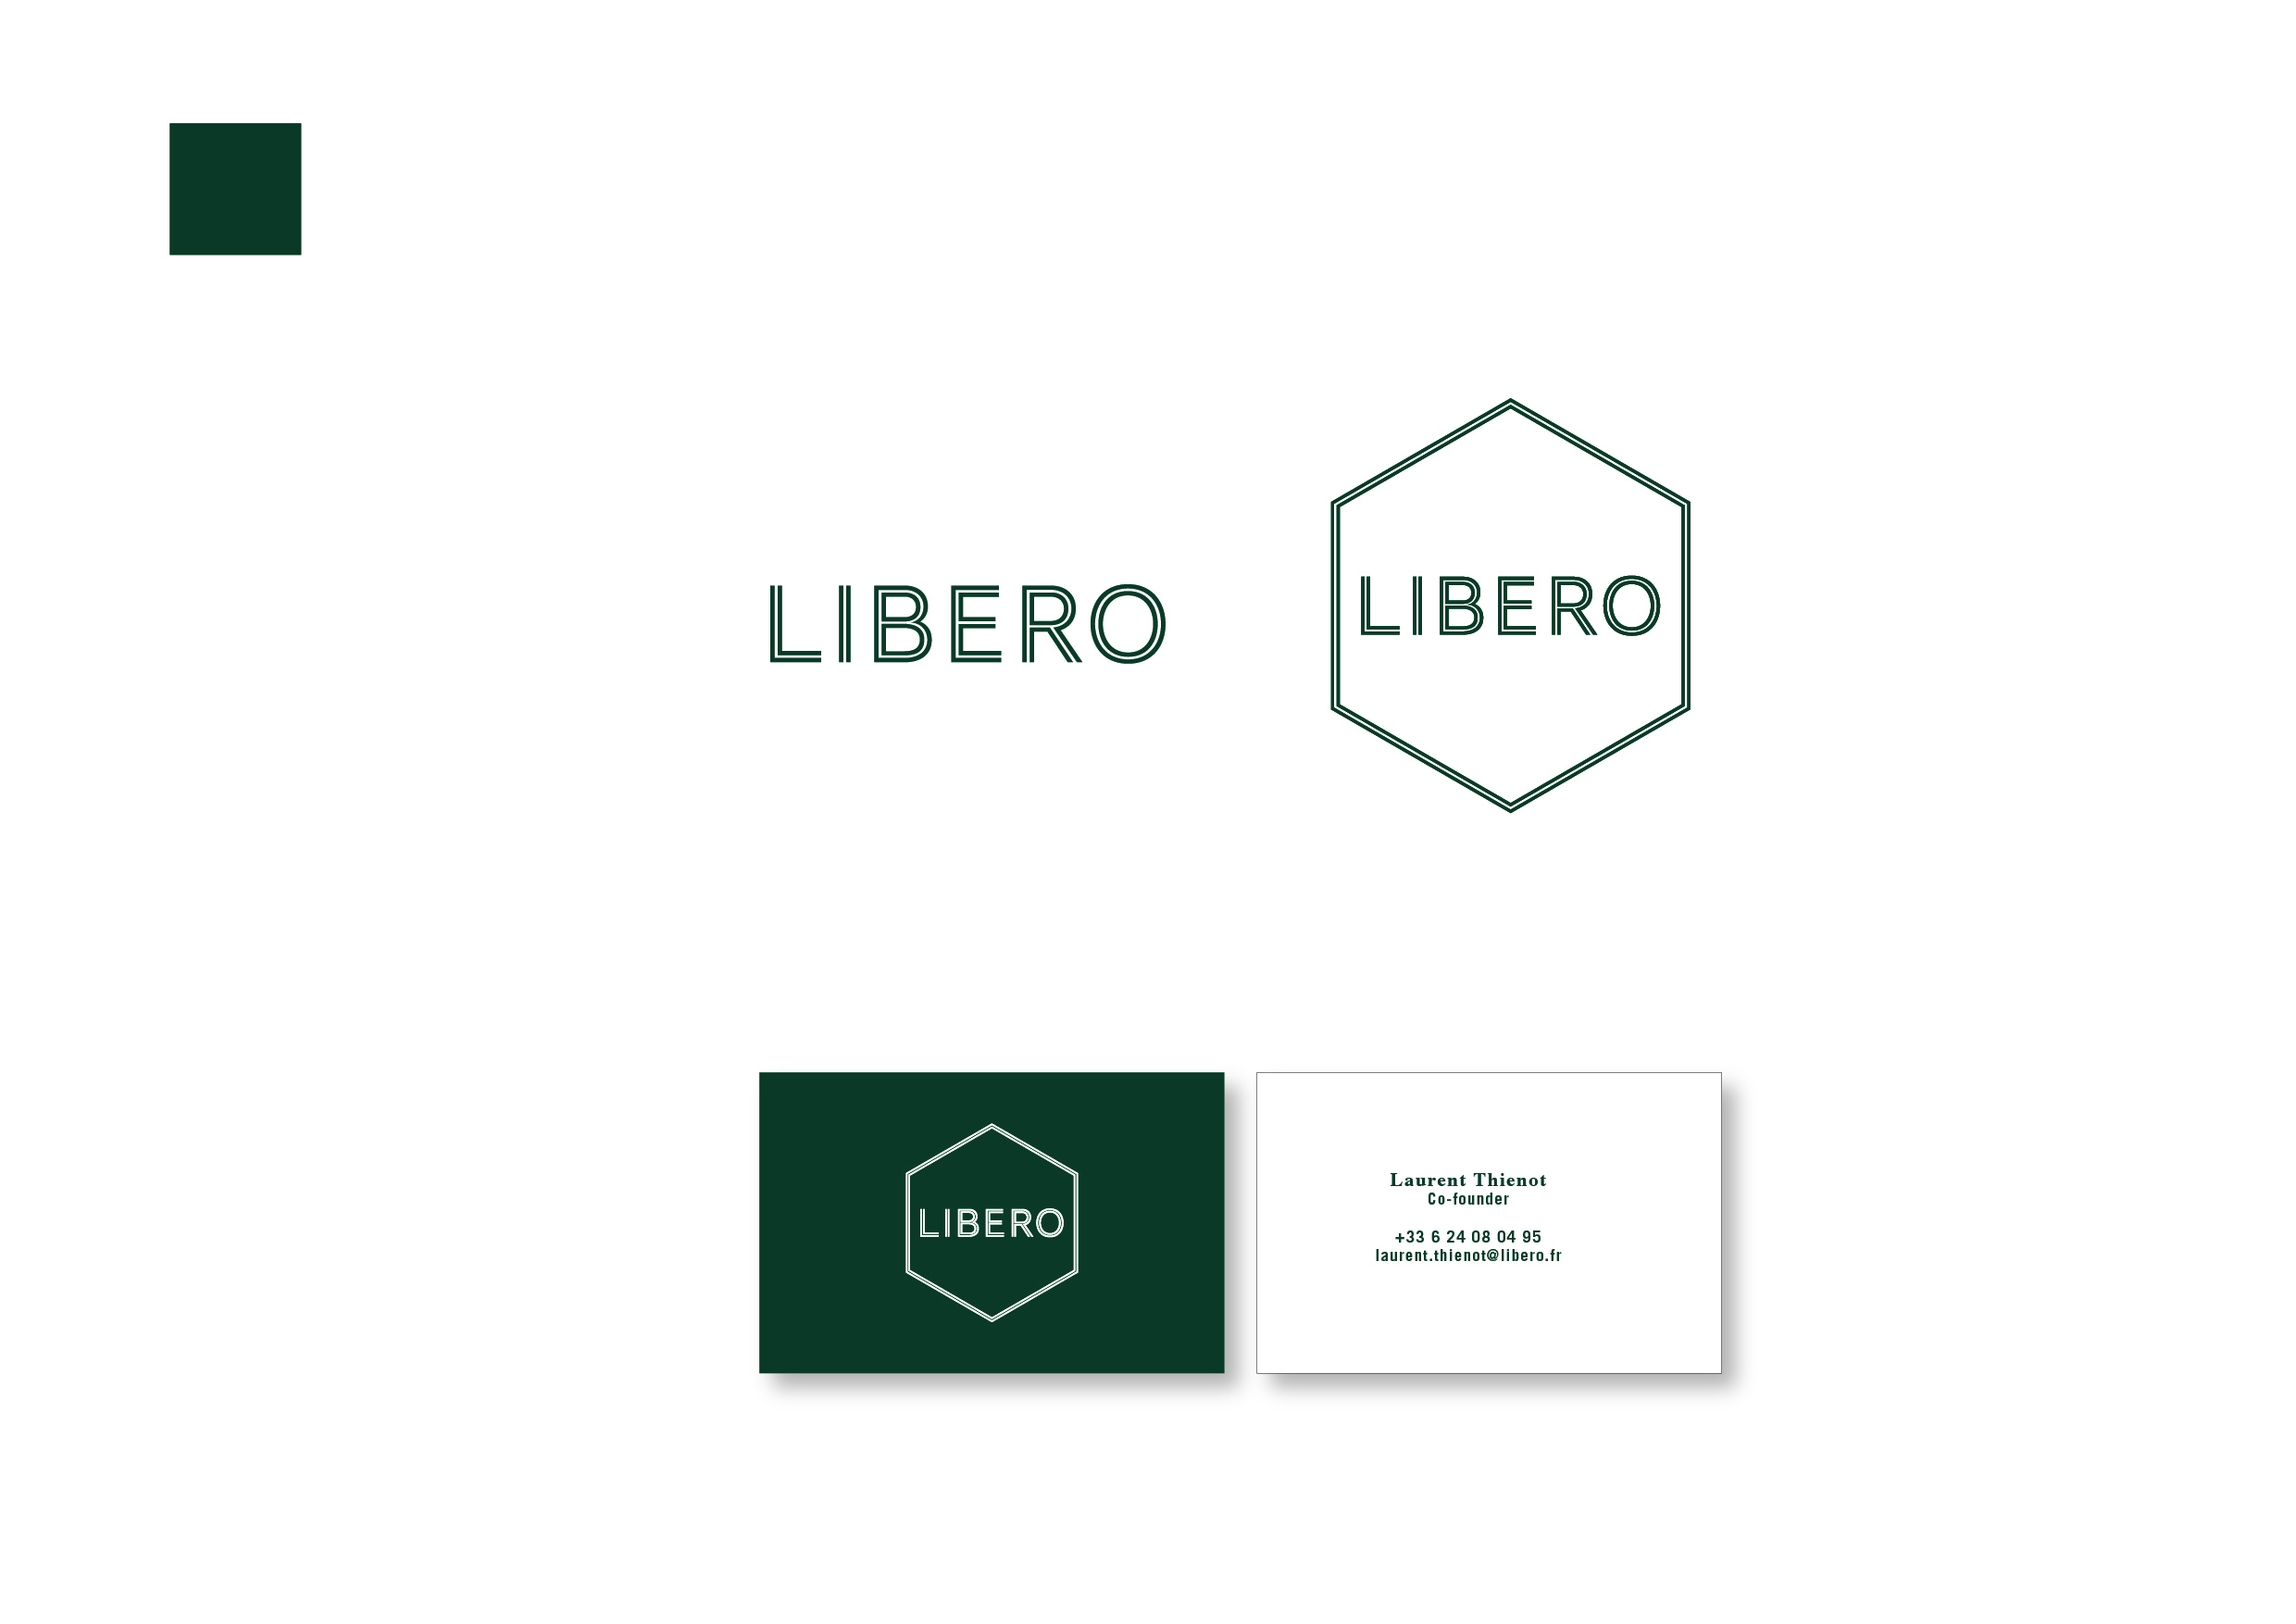 LIBERO
LIBERO
LIBERO
Laurent Thienot
Co-founder
+33 6 24 08 04 95
laurent.thienot@libero.fr